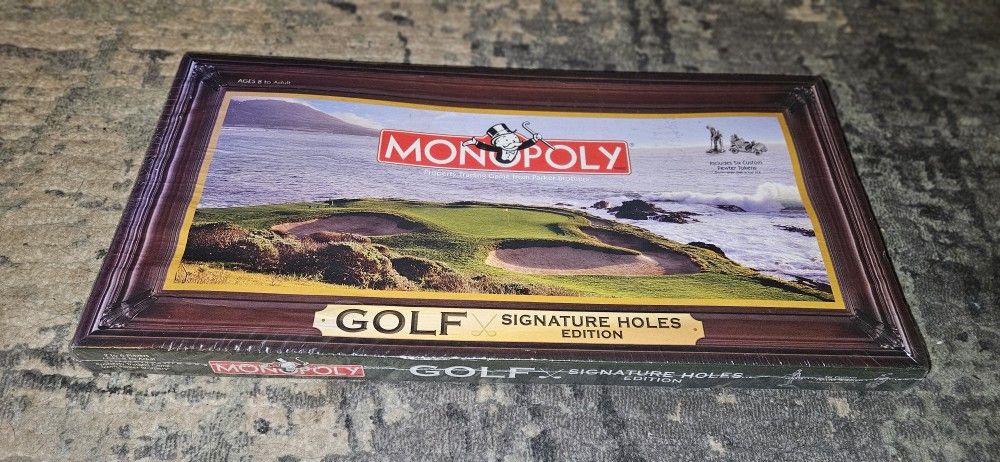 AGES 8 to Adult
MONOPOLY
Property Trading Game from Parker Brothers
Includes Six Custom
Pewter Tokens
GOLF SIGNATURE HOLES
EDITION
MONOPOLY GOLF SIGNATURE HOLES
EDITION